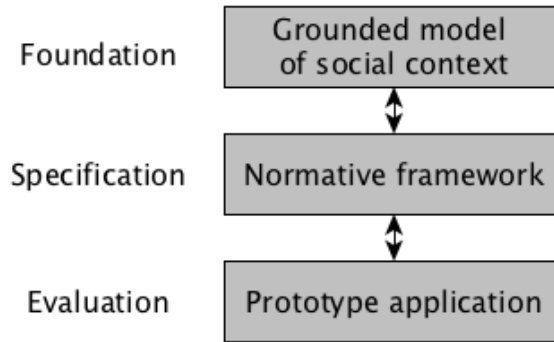 Foundation
Grounded model
of social context
Specification
Normative framework
Evaluation
Prototype application